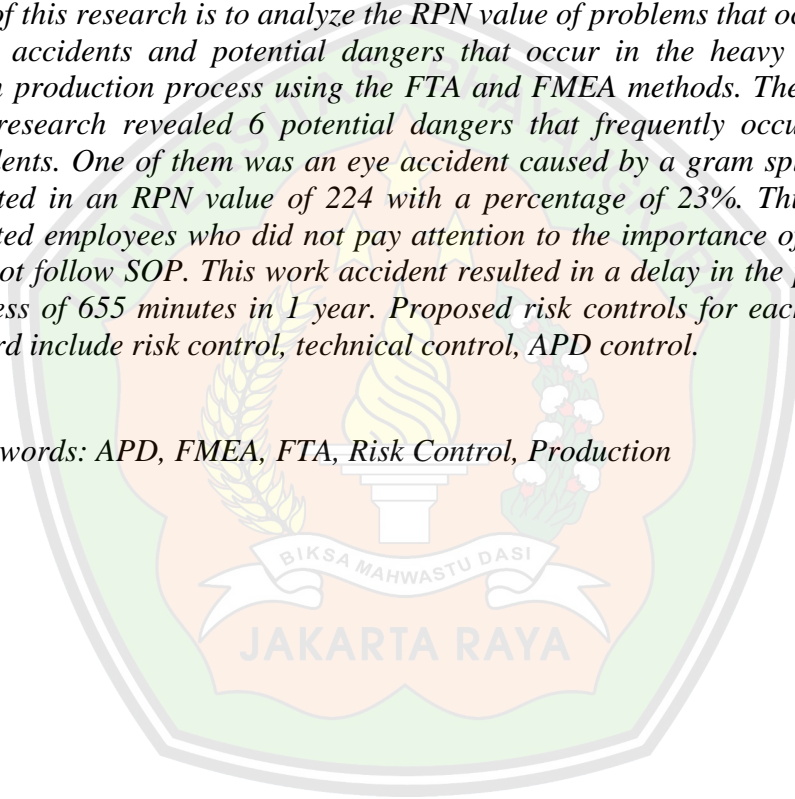 of this research is to analyze the RPN value of problems that oc
accidents and potential dangers that occur in the heavy
n production process using the FTA and FMEA methods. The
research revealed 6 potential dangers that frequently occu
dents. One of them was an eye accident caused by a gram spl
ted in an RPN value of 224 with a percentage of 23%. Thi
ted employees who did not pay attention to the importance of
not follow SOP. This work accident resulted in a delay in the p
ess of 655 minutes in 1 year. Proposed risk controls for each
rd include risk control, technical control, APD control.
words: APD, FMEA, FTA, Risk Control, Production
UNIVERSITAS BHAYANGKARA
BIKSA MAHWASTU DASI
JAKARTA RAYA